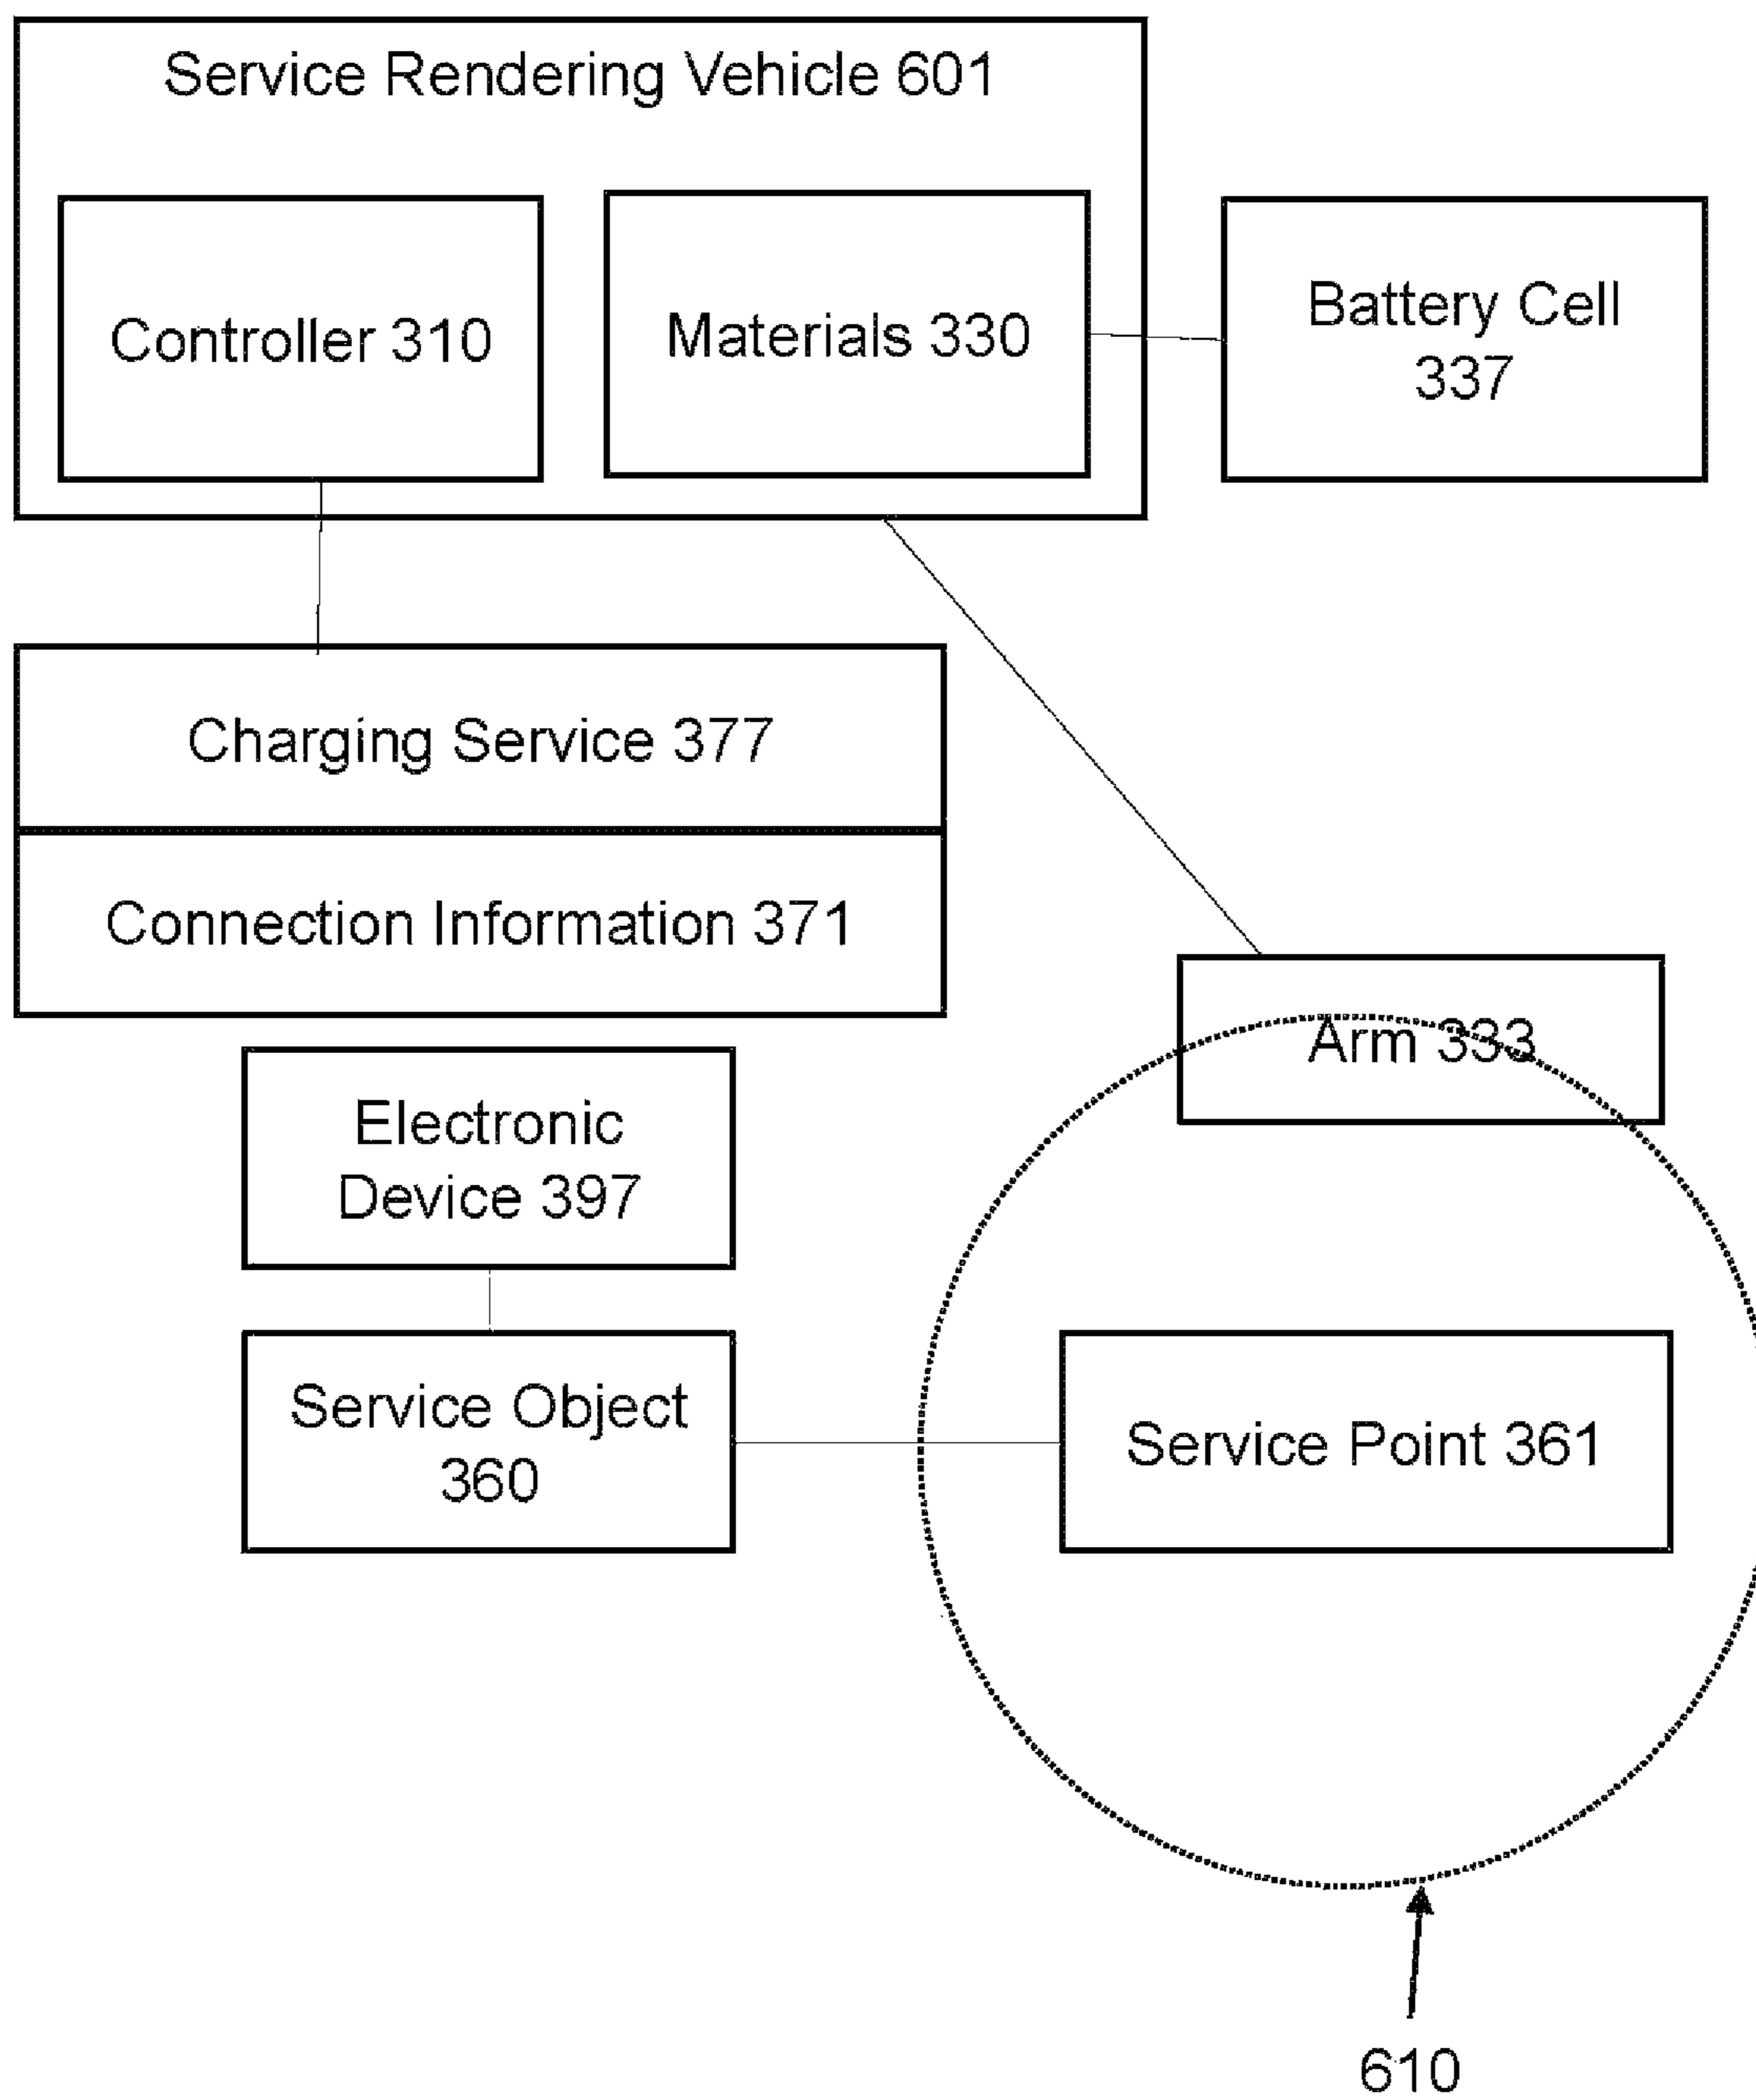 Service Rendering Vehicle 601
Controller 310
Materials 330
Battery Cell
337
Charging Service 377
Connection Information 371
Arm 333
Electronic
Device 397
Service Object
360
Service Point 361
610